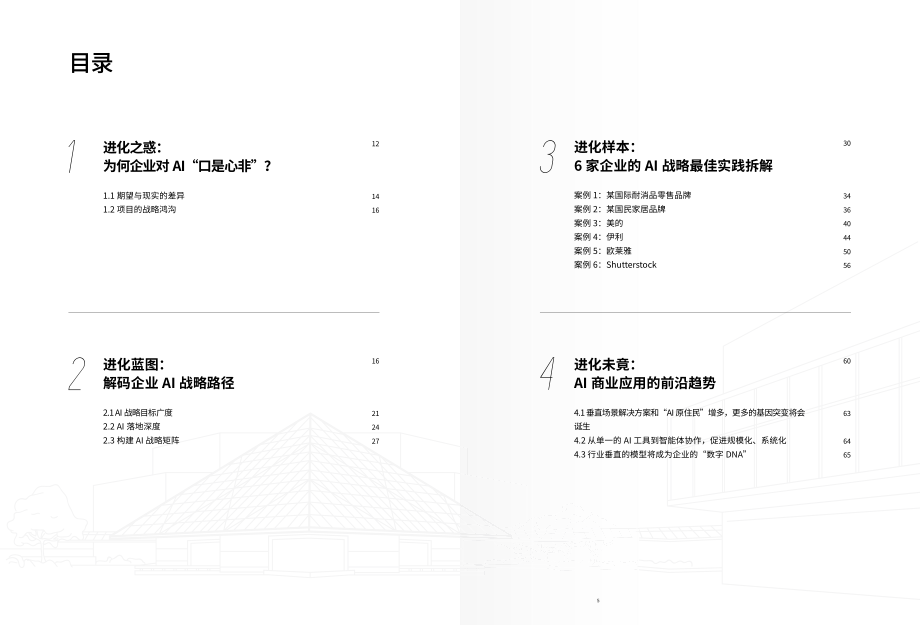 目录
1
进化之惑： 12
为何企业对 AI“口是心非”？
1.1 期望与现实的差异 14
1.2 项目的战略鸿沟 16
2
进化蓝图： 16
解码企业 AI 战略路径
2.1 AI 战略目标广度 21
2.2 AI 落地深度 24
2.3 构建 AI 战略矩阵 27
3
进化样本： 30
6 家企业的 AI 战略最佳实践拆解
案例 1：某国际耐消品零售品牌 34
案例 2：某国民家居品牌 36
案例 3：美的 40
案例 4：伊利 44
案例 5：欧莱雅 50
案例 6：Shutterstock 56
4
进化未竟： 60
AI 商业应用的前沿趋势
4.1 垂直场景解决方案和“AI 原住民”增多，更多的基因突变将会 63
诞生
4.2 从单一的 AI 工具到智能体协作，促进规模化、系统化 64
4.3 行业垂直的模型将成为企业的“数字 DNA” 65
5